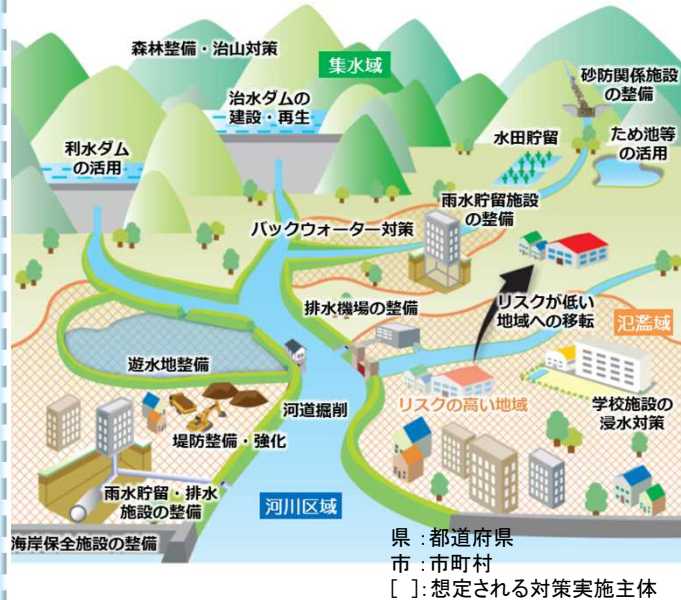 森林整備・治山対策
集水域
砂防関係施設
の整備
治水ダムの
建設・再生
利水ダム
の活用
水田貯留
ため池等
の活用
雨水貯留施設
の整備
バックウォーター対策
排水機場の整備
リスクが低い
地域への移転
氾濫域
遊水地整備
河道掘削
リスクの高い地域
学校施設の
浸水対策
堤防整備・強化
雨水貯留・排水
施設の整備
河川区域
海岸保全施設の整備
県 :都道府県
市 :市町村
[ ]:想定される対策実施主体